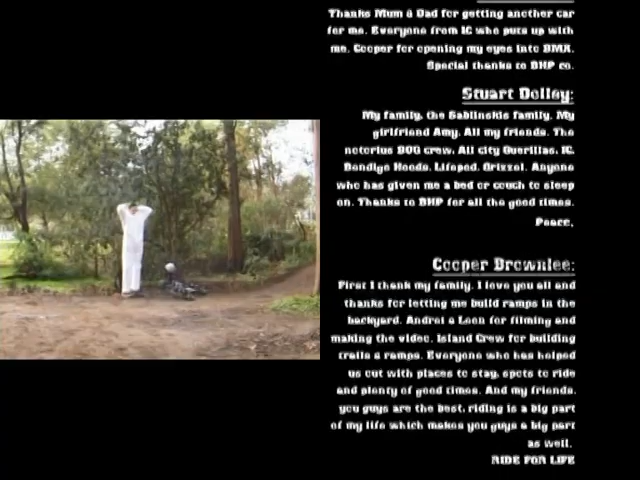 Thanks Mum & Dad for getting another car
for me. Everyone from IC who puts up with
me. Cooper for opening my eyes into BMX.
Special thanks to BHP co.
Stuart Dolley:
My family, the Gablinskis family. My
girlfriend Amy. All my friends. The
notorius DOG crew. All city Guerillas. IC.
Bendigo Heads. Lifeped. Grizzel. Anyone
who has given me a bed or couch to sleep
on. Thanks to BHP for all the good times.
Peace.
Cooper Brownlee:
First I thank my family. I love you all and
thanks for letting me build ramps in the
backyard. Andrei & Leon for filming and
making the video. Island Crew for building
trails & ramps. Everyone who has helped
us out with places to stay, spots to ride
and plenty of good times. And my friends,
you guys are the best, riding is a big part
of my life which makes you guys a big part
as well.
RIDE FOR LIFE